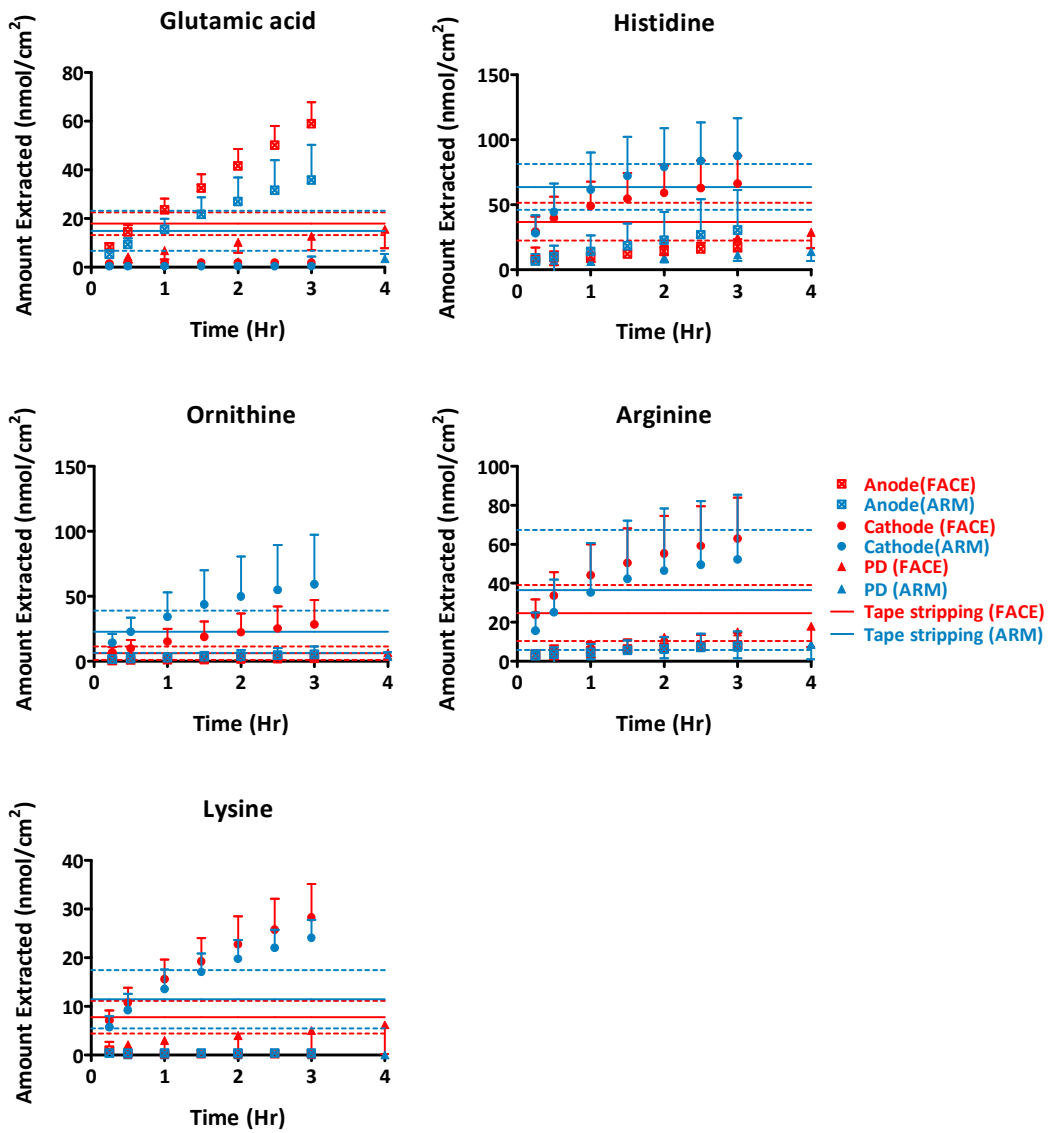 Glutamic acid
Amount Extracted (nmol/cm²)
80
60
40
20
0
0 1 2 3 4
Time (Hr)
Histidine
Amount Extracted (nmol/cm²)
150
100
50
0
0 1 2 3 4
Time (Hr)
Ornithine
Amount Extracted (nmol/cm²)
150
100
50
0
0 1 2 3 4
Time (Hr)
Arginine
Amount Extracted (nmol/cm²)
100
80
60
40
20
0
0 1 2 3 4
Time (Hr)
Anode(FACE)
Anode(ARM)
Cathode (FACE)
Cathode(ARM)
PD (FACE)
PD (ARM)
Tape stripping (FACE)
Tape stripping (ARM)
Lysine
Amount Extracted (nmol/cm²)
40
30
20
10
0
0 1 2 3 4
Time (Hr)